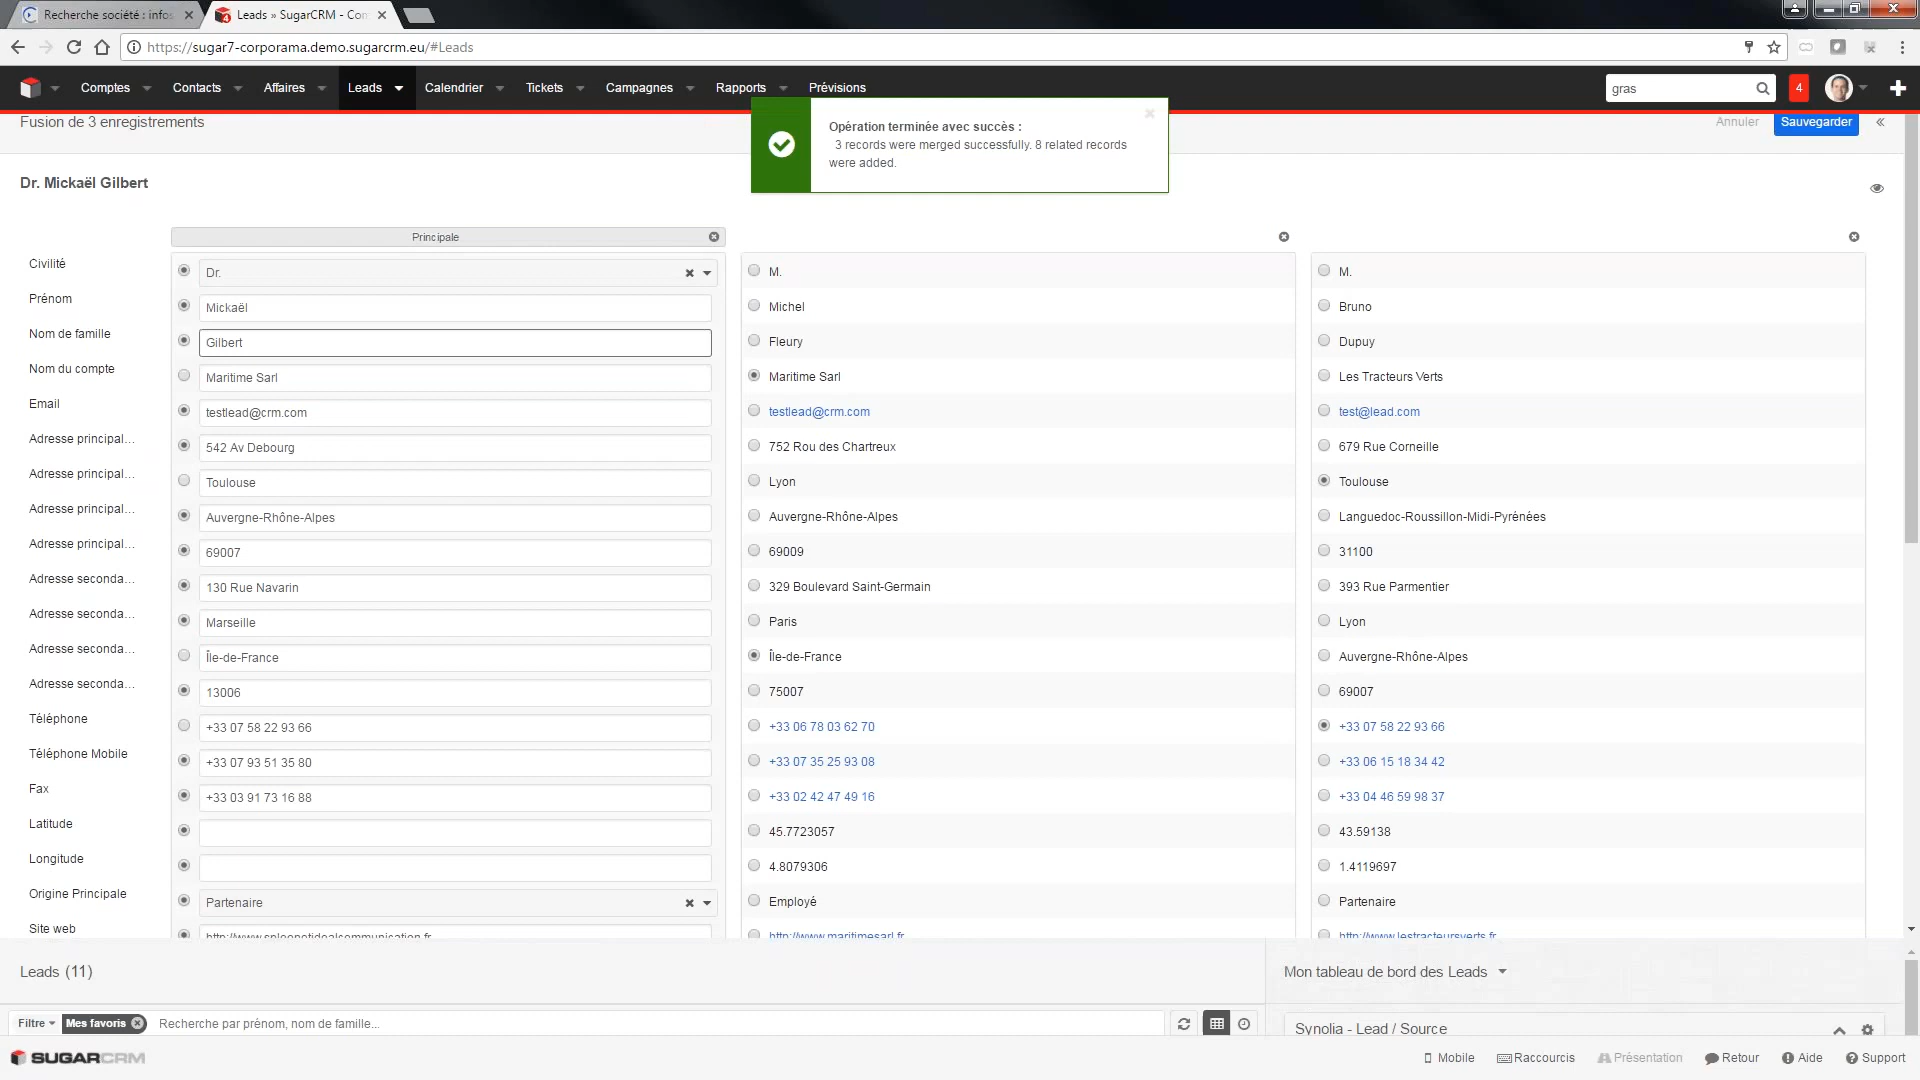 Recherche société : infos
Leads » SugarCRM - Con
https://sugar7-corporama.demo.sugarcrm.eu/#Leads
Comptes
Contacts
Affaires
Leads
Calendrier
Tickets
Campagnes
Rapports
Prévisions
gras
4
Fusion de 3 enregistrements
Annuler
Sauvegarder
Opération terminée avec succès :
3 records were merged successfully. 8 related records
were added.
Dr. Mickaël Gilbert
Principale
Civilité
Dr.
M.
M.
Prénom
Mickaël
Michel
Bruno
Nom de famille
Gilbert
Fleury
Dupuy
Nom du compte
Maritime Sarl
Maritime Sarl
Les Tracteurs Verts
Email
testlead@crm.com
testlead@crm.com
test@lead.com
Adresse principal...
542 Av Debourg
752 Rou des Chartreux
679 Rue Corneille
Adresse principal...
Toulouse
Lyon
Toulouse
Adresse principal...
Auvergne-Rhône-Alpes
Auvergne-Rhône-Alpes
Languedoc-Roussillon-Midi-Pyrénées
Adresse principal...
69007
69009
31100
Adresse seconda...
130 Rue Navarin
329 Boulevard Saint-Germain
393 Rue Parmentier
Adresse seconda...
Marseille
Paris
Lyon
Adresse seconda...
Île-de-France
Île-de-France
Auvergne-Rhône-Alpes
Adresse seconda...
13006
75007
69007
Téléphone
+33 07 58 22 93 66
+33 06 78 03 62 70
+33 07 58 22 93 66
Téléphone Mobile
+33 07 93 51 35 80
+33 07 35 25 93 08
+33 06 15 18 34 42
Fax
+33 03 91 73 16 88
+33 02 42 47 49 16
+33 04 46 59 98 37
Latitude
45.7723057
43.59138
Longitude
4.8079306
1.4119697
Origine Principale
Partenaire
Employé
Partenaire
Site web
http://www.spleenetidealcommunication.fr
http://www.maritimesarl.fr
http://www.lestracteursverts.fr
Leads (11)
Mon tableau de bord des Leads
Filtre
Mes favoris
Recherche par prénom, nom de famille...
Synolia - Lead / Source
SUGARCRM
Mobile
Raccourcis
Présentation
Retour
Aide
Support